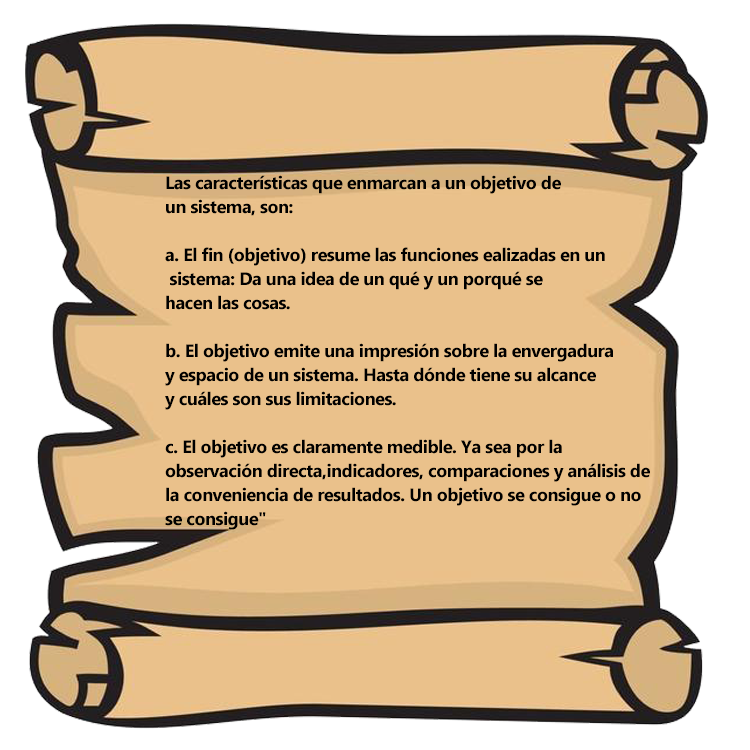 Las características que enmarcan a un objetivo de
un sistema, son:
a. El fin (objetivo) resume las funciones ealizadas en un
sistema: Da una idea de un qué y un porqué se
hacen las cosas.
b. El objetivo emite una impresión sobre la envergadura
y espacio de un sistema. Hasta dónde tiene su alcance
y cuáles son sus limitaciones.
c. El objetivo es claramente medible. Ya sea por la
observación directa,indicadores, comparaciones y análisis de
la conveniencia de resultados. Un objetivo se consigue o no
se consigue"